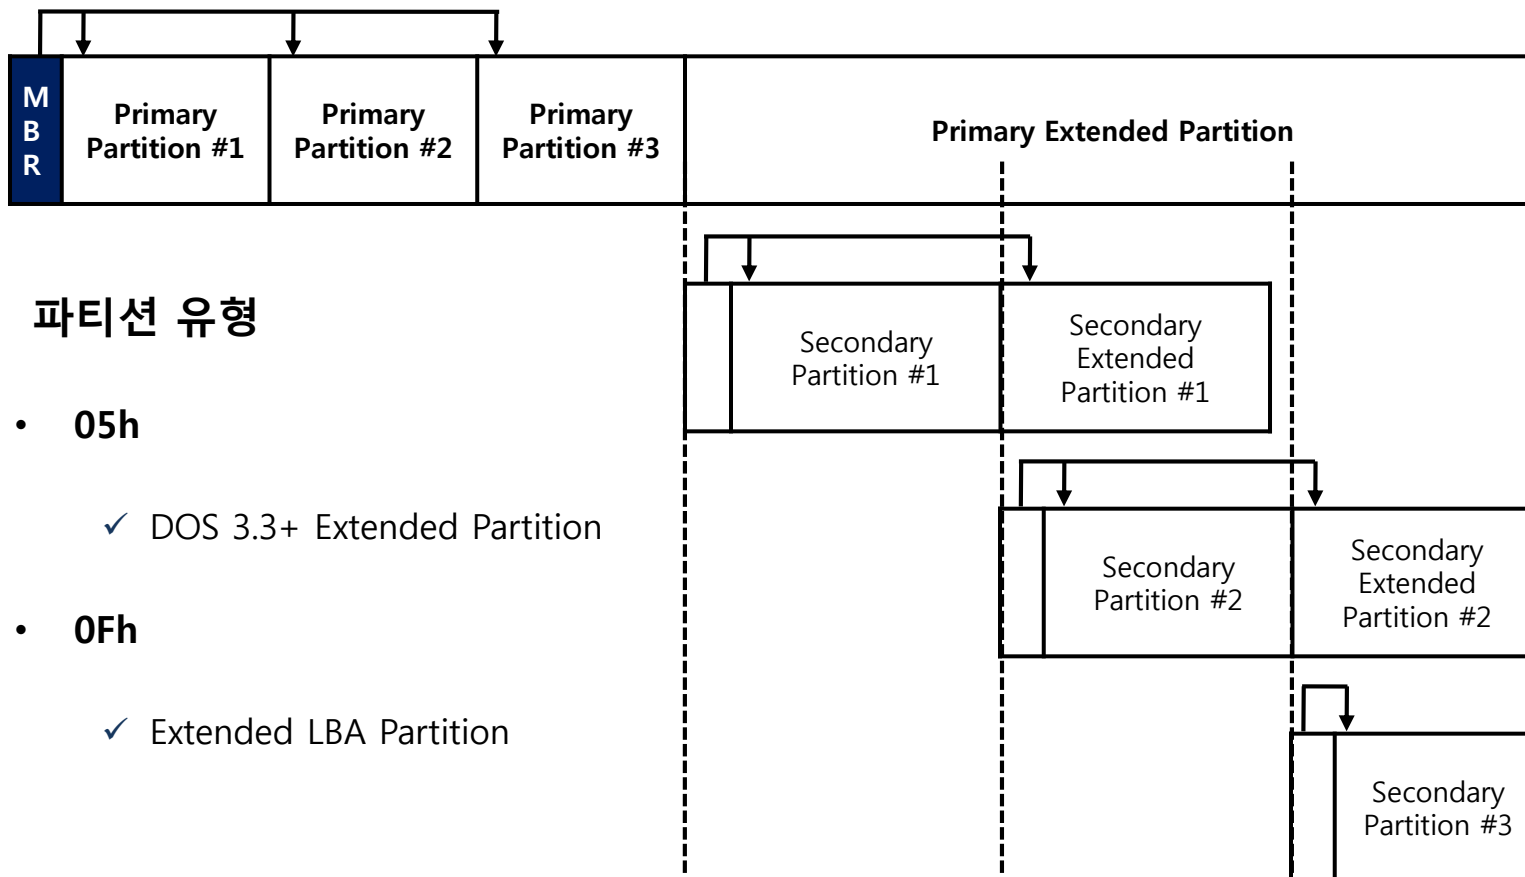 M
B
R
Primary
Partition #1
Primary
Partition #2
Primary
Partition #3
Primary Extended Partition
파티션 유형
• 05h
✓ DOS 3.3+ Extended Partition
• 0Fh
✓ Extended LBA Partition
Secondary
Partition #1
Secondary
Extended
Partition #1
Secondary
Partition #2
Secondary
Extended
Partition #2
Secondary
Partition #3